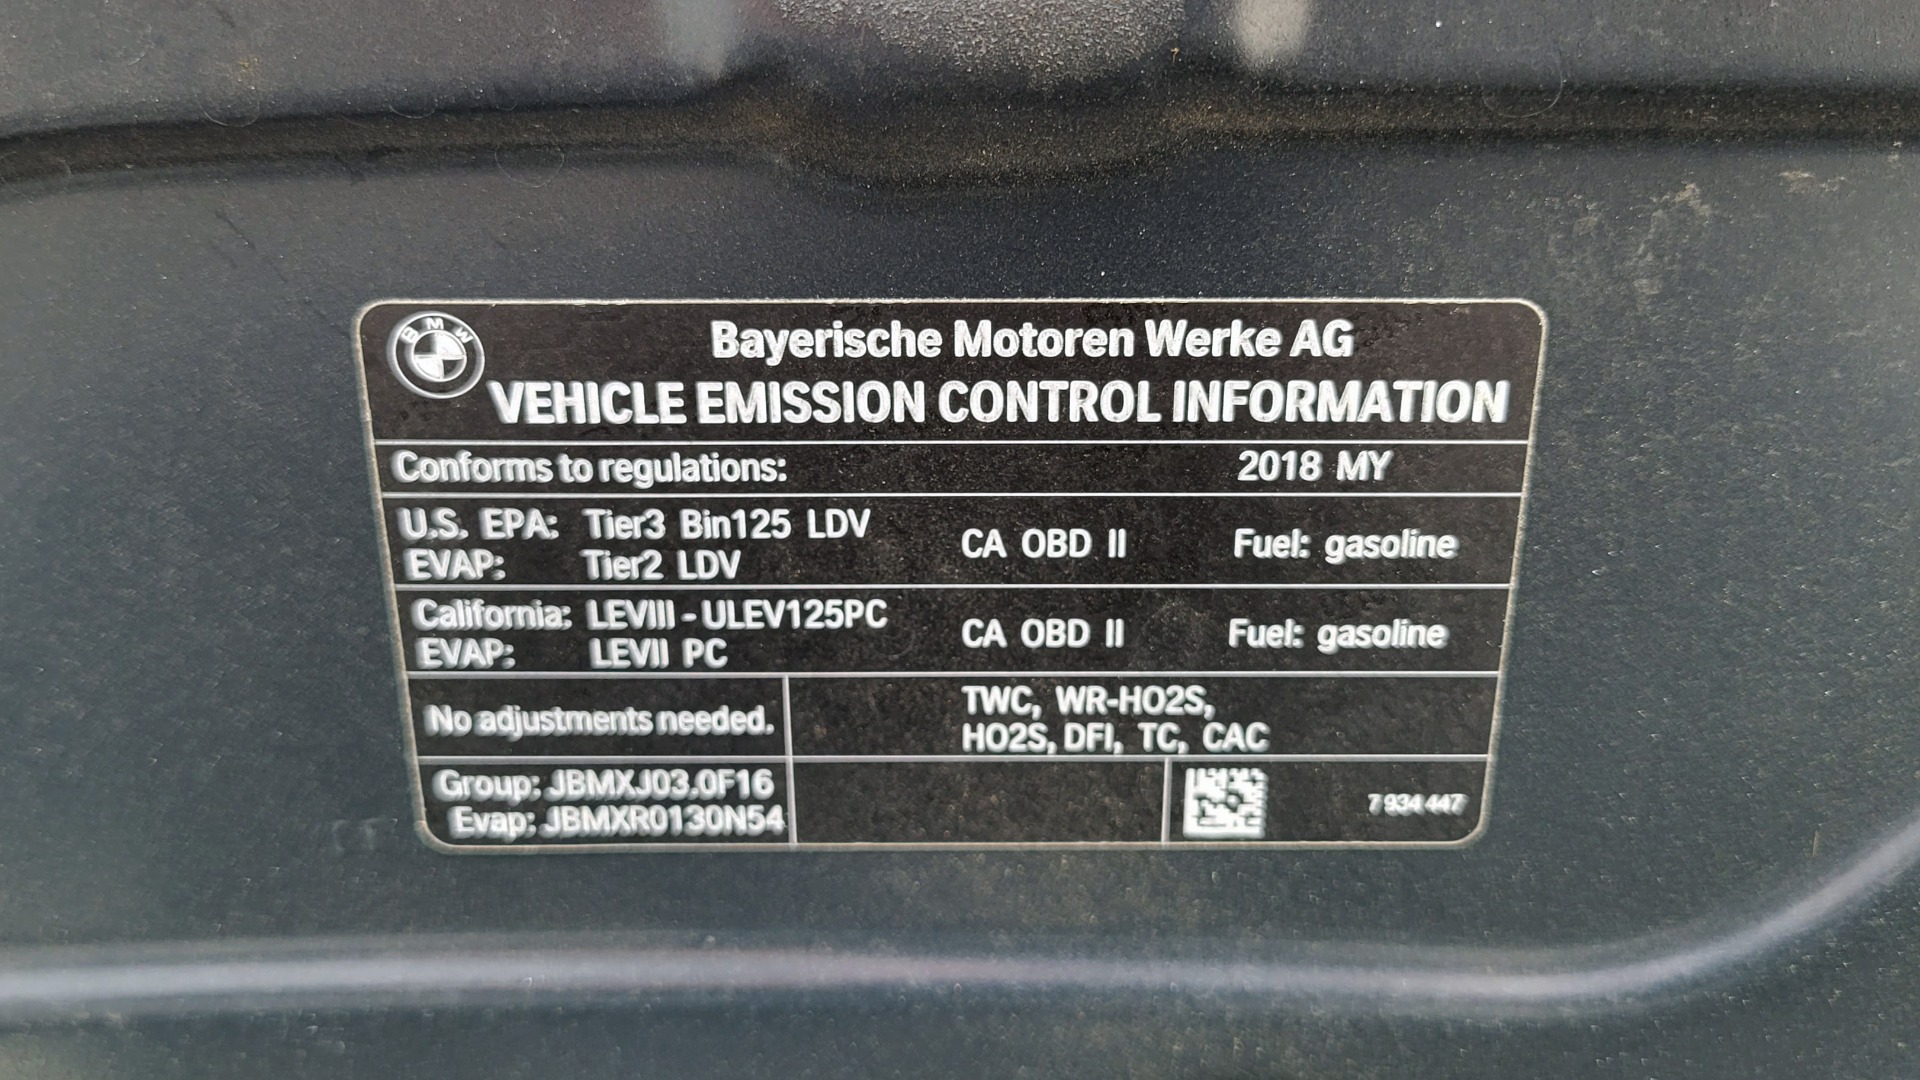 BMW
Bayerische Motoren Werke AG
VEHICLE EMISSION CONTROL INFORMATION
Conforms to regulations: 2018 MY
U.S. EPA: Tier3 Bin125 LDV CA OBD II Fuel: gasoline
EVAP: Tier2 LDV
California: LEVIII - ULEV125PC CA OBD II Fuel: gasoline
EVAP: LEVII PC
No adjustments needed.
TWC, WR-HO2S,
HO2S, DFI, TC, CAC
Group: JBMXJ03.0F16
Evap: JBMXR0130N54
7 934 447